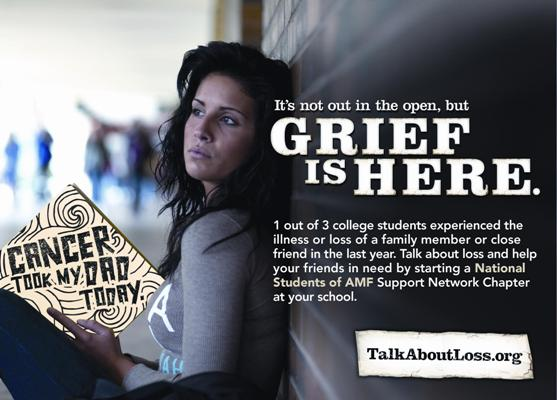 It's not out in the open, but
GRIEF
IS HERE.
1 out of 3 college students experienced the
illness or loss of a family member or close
friend in the last year. Talk about loss and help
your friends in need by starting a National
Students of AMF Support Network Chapter
at your school.
TalkAboutLoss.org
CANCER
TOOK MY DAD
TODAY.
A
AH